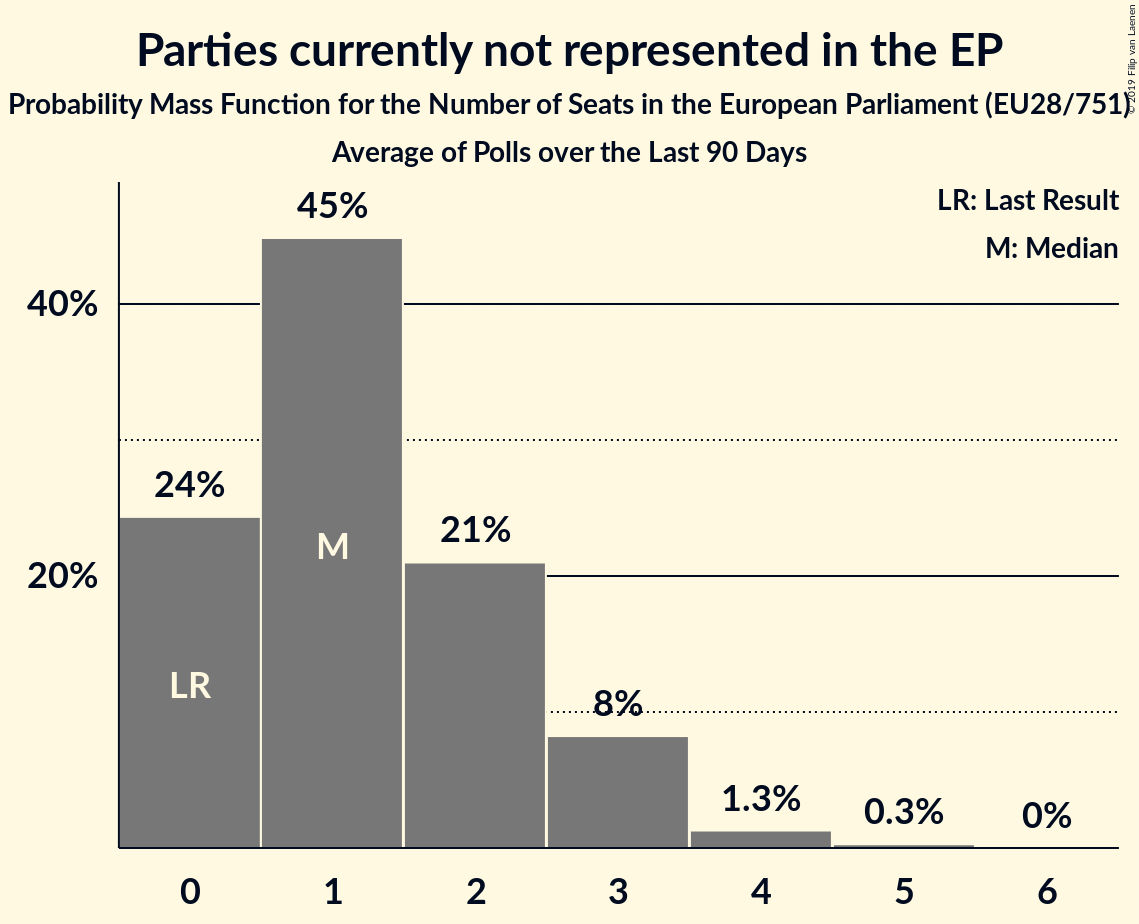 Parties currently not represented in the EP
Probability Mass Function for the Number of Seats in the European Parliament (EU28/751)
Average of Polls over the Last 90 Days
© 2019 Filip van Laenen
LR: Last Result
M: Median
45%
40%
24%
21%
20%
M
LR
8%
1.3%
0.3%
0%
0 1 2 3 4 5 6